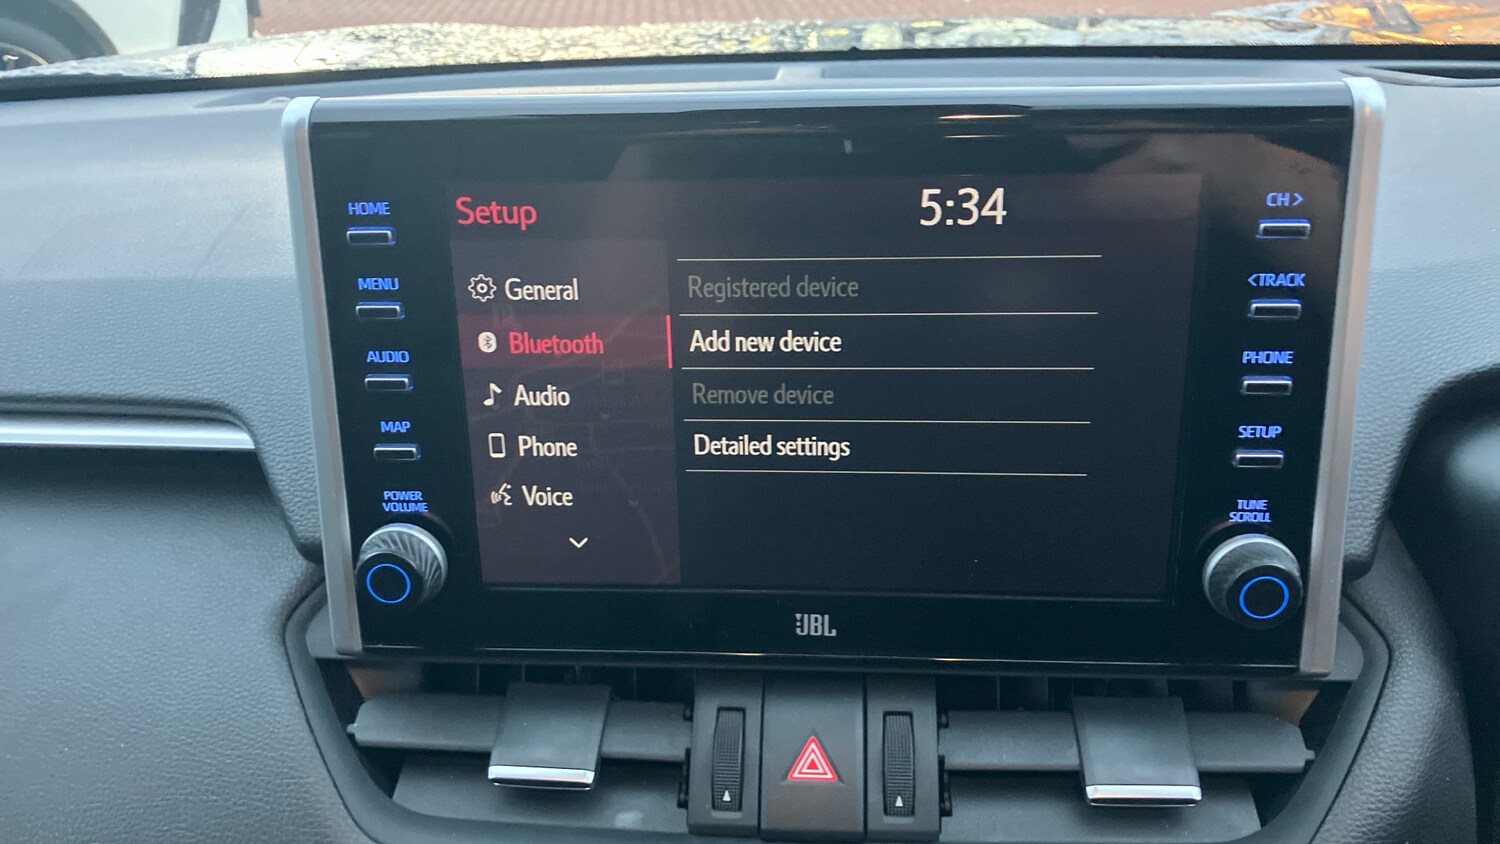 HOME
MENU
AUDIO
MAP
POWER
VOLUME
Setup
5:34
General
Bluetooth
Audio
Phone
Voice
Registered device
Add new device
Remove device
Detailed settings
CH >
< TRACK
PHONE
SETUP
TUNE
SCROLL
JBL